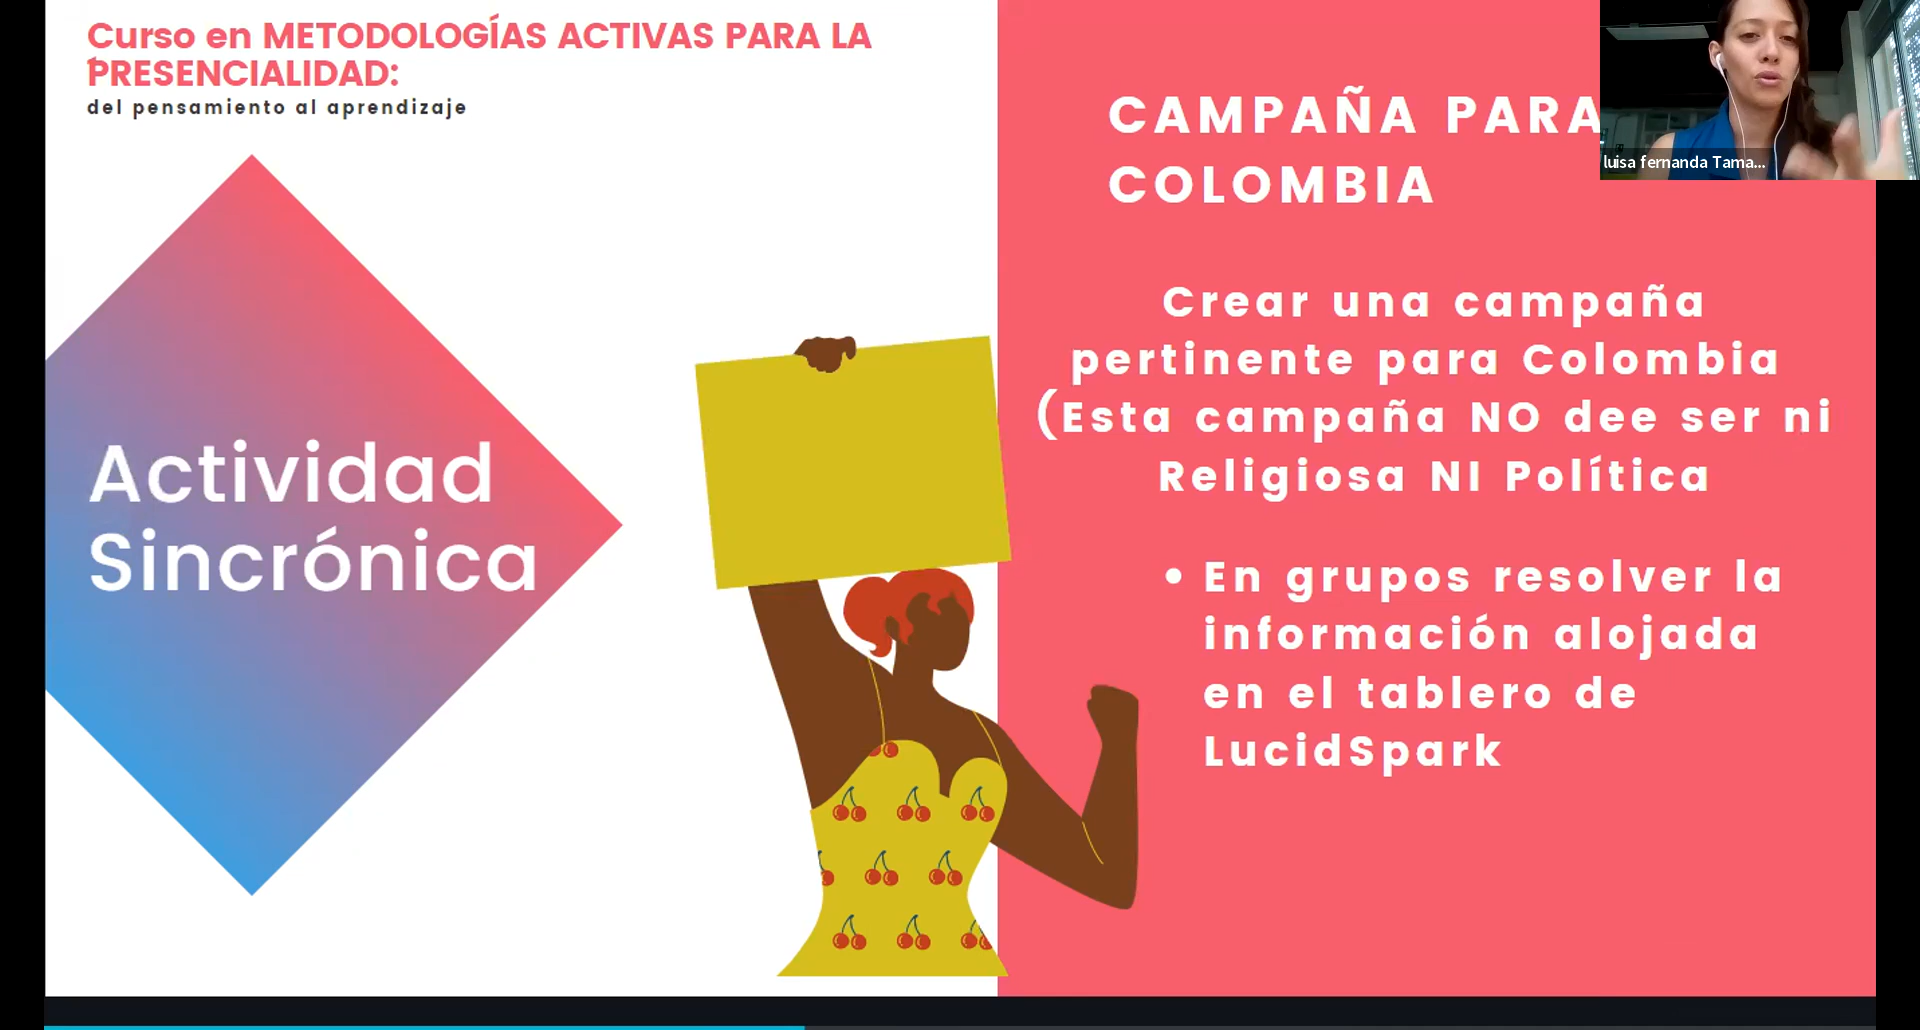 Curso en METODOLOGÍAS ACTIVAS PARA LA
PRESENCIALIDAD:
del pensamiento al aprendizaje
Actividad
Sincrónica
CAMPAÑA PARA
COLOMBIA
Crear una campaña
pertinente para Colombia
(Esta campaña NO dee ser ni
Religiosa NI Política
• En grupos resolver la
información alojada
en el tablero de
LucidSpark
luisa fernanda Tama...